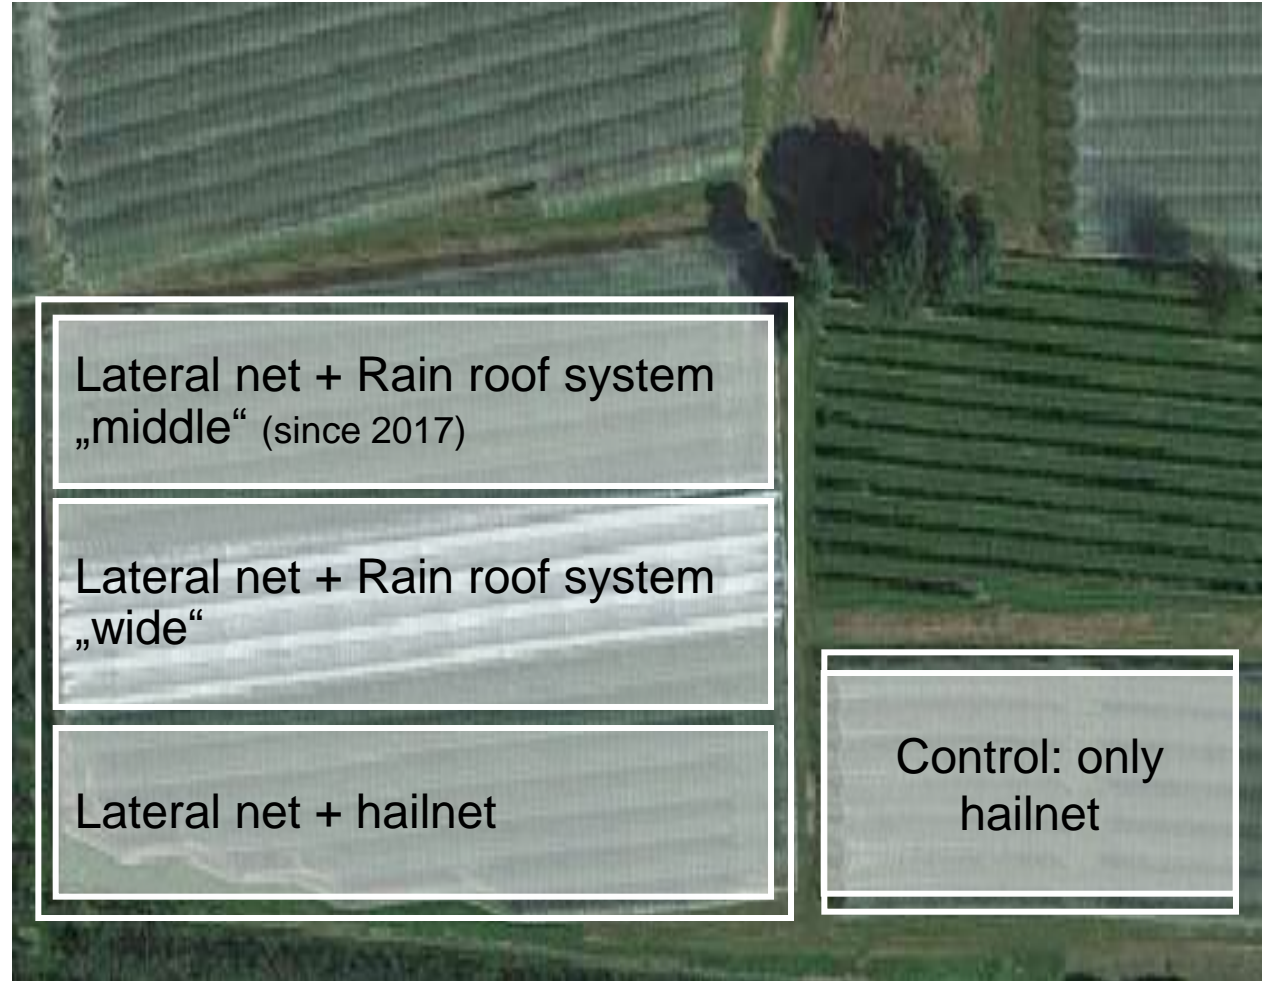 Lateral net + Rain roof system
„middle“ (since 2017)
Lateral net + Rain roof system
„wide“
Lateral net + hailnet
Control: only
hailnet